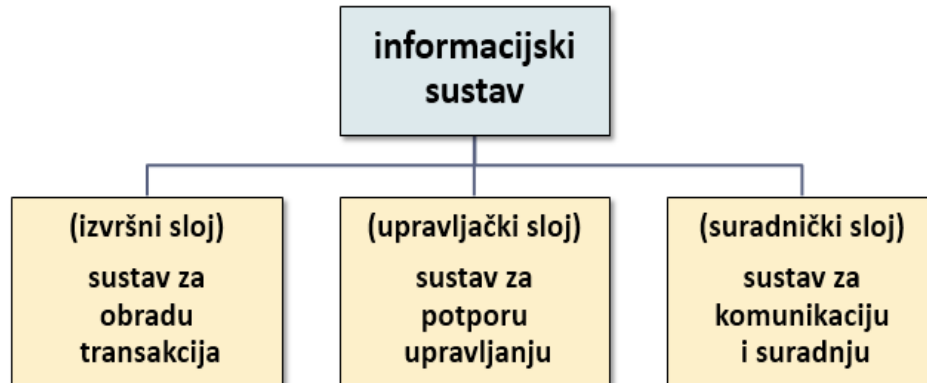 informacijski
sustav
(izvršni sloj)
sustav za
obradu
transakcija
(upravljački sloj)
sustav za
potporu
upravljanju
(suradnički sloj)
sustav za
komunikaciju
i suradnju